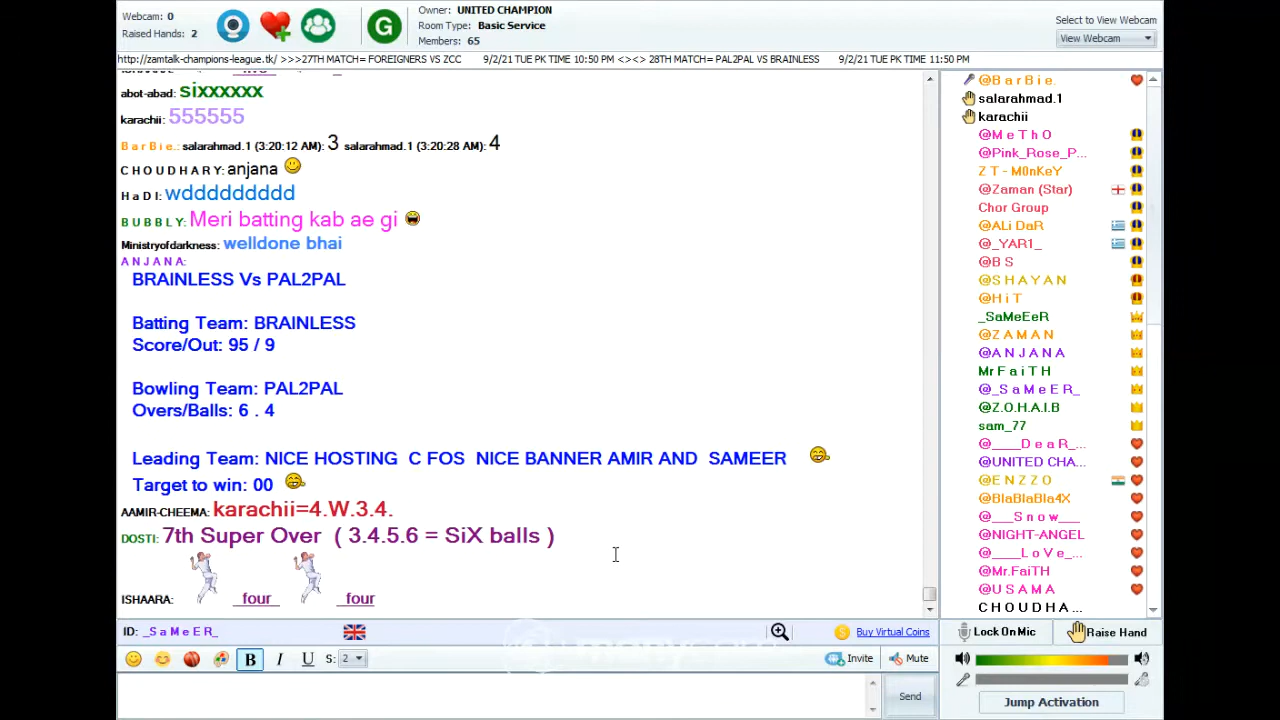 Webcam: 0
Raised Hands: 2
G
Owner: UNITED CHAMPION
Room Type: Basic Service
Members: 65
Select to View Webcam
View Webcam
http://zamtalk-champions-league.tk/ >>>27TH MATCH= FOREIGNERS VS ZCC 9/2/21 TUE PK TIME 10:50 PM <><> 28TH MATCH= PAL2PAL VS BRAINLESS 9/2/21 TUE PK TIME 11:50 PM
abot-abad: sixxxxxx
karachii: 555555
B a r B i e.: salarahmad.1 (3:20:12 AM): 3 salarahmad.1 (3:20:28 AM): 4
C H O U D H A R Y: anjana
H a D I: wddddddddd
B U B B L Y: Meri batting kab ae gi
Ministryofdarkness: welldone bhai
A N J A N A:
BRAINLESS Vs PAL2PAL
Batting Team: BRAINLESS
Score/Out: 95 / 9
Bowling Team: PAL2PAL
Overs/Balls: 6 . 4
Leading Team: NICE HOSTING C FOS NICE BANNER AMIR AND SAMEER
Target to win: 00
AAMIR-CHEEMA: karachii=4.W.3.4.
DOSTI: 7th Super Over ( 3.4.5.6 = SiX balls )
ISHAARA: four four
@B a r B i e.
salarahmad.1
karachii
@M e T h O
@Pink_Rose_P...
Z T - M0nKeY
@Zaman (Star)
Chor Group
@ALi DaR
@_YAR1_
@B S
@S H A Y A N
@H i T
_SaMeEeR
@Z A M A N
@A N J A N A
Mr F a i T H
@_S a M e E R_
@Z.O.H.A.I.B
sam_77
@____D e a R_...
@UNITED CHA...
@E N Z Z O
@BlaBlaBla4X
@___S n o w___
@NIGHT-ANGEL
@____L o V e_...
@Mr.FaiTH
@U S A M A
C H O U D H A ...
ID: _S a M e E R_
Buy Virtual Coins
Lock On Mic
Raise Hand
B I U S: 2
Invite
Mute
Send
Jump Activation